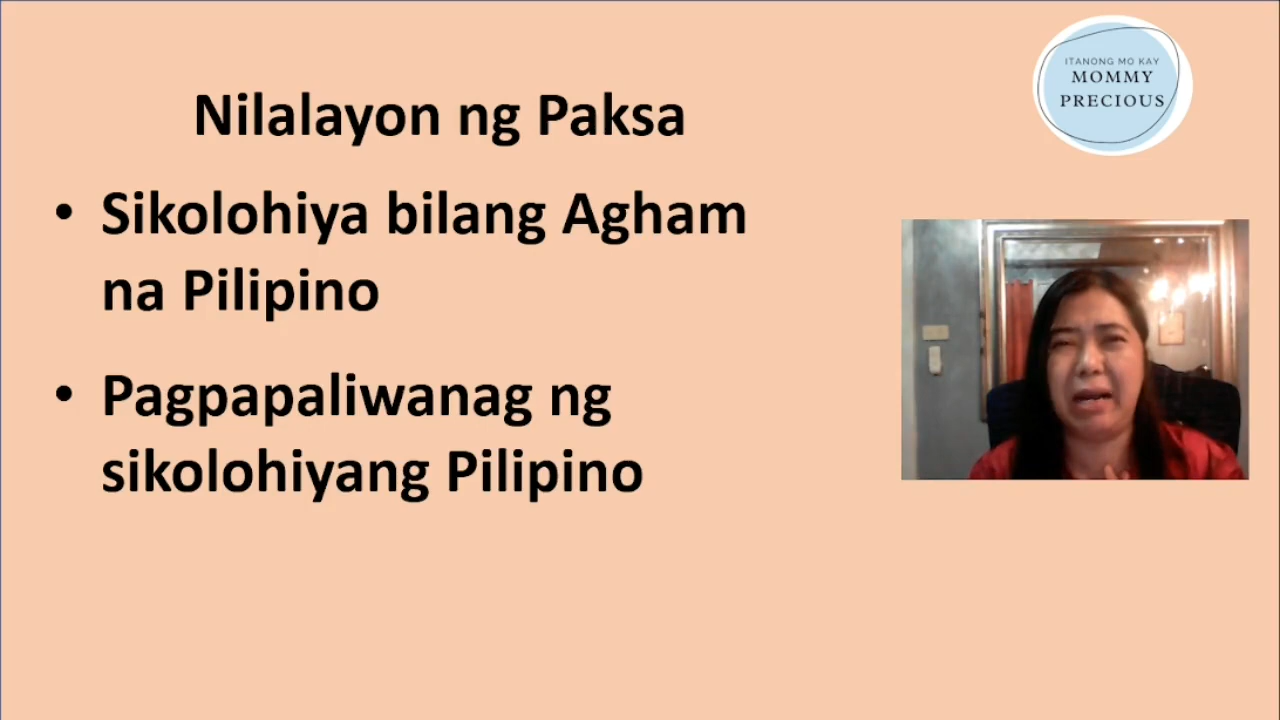 Nilalayon ng Paksa
• Sikolohiya bilang Agham
na Pilipino
• Pagpapaliwanag ng
sikolohiyang Pilipino
ITANONG MO KAY
MOMMY
PRECIOUS